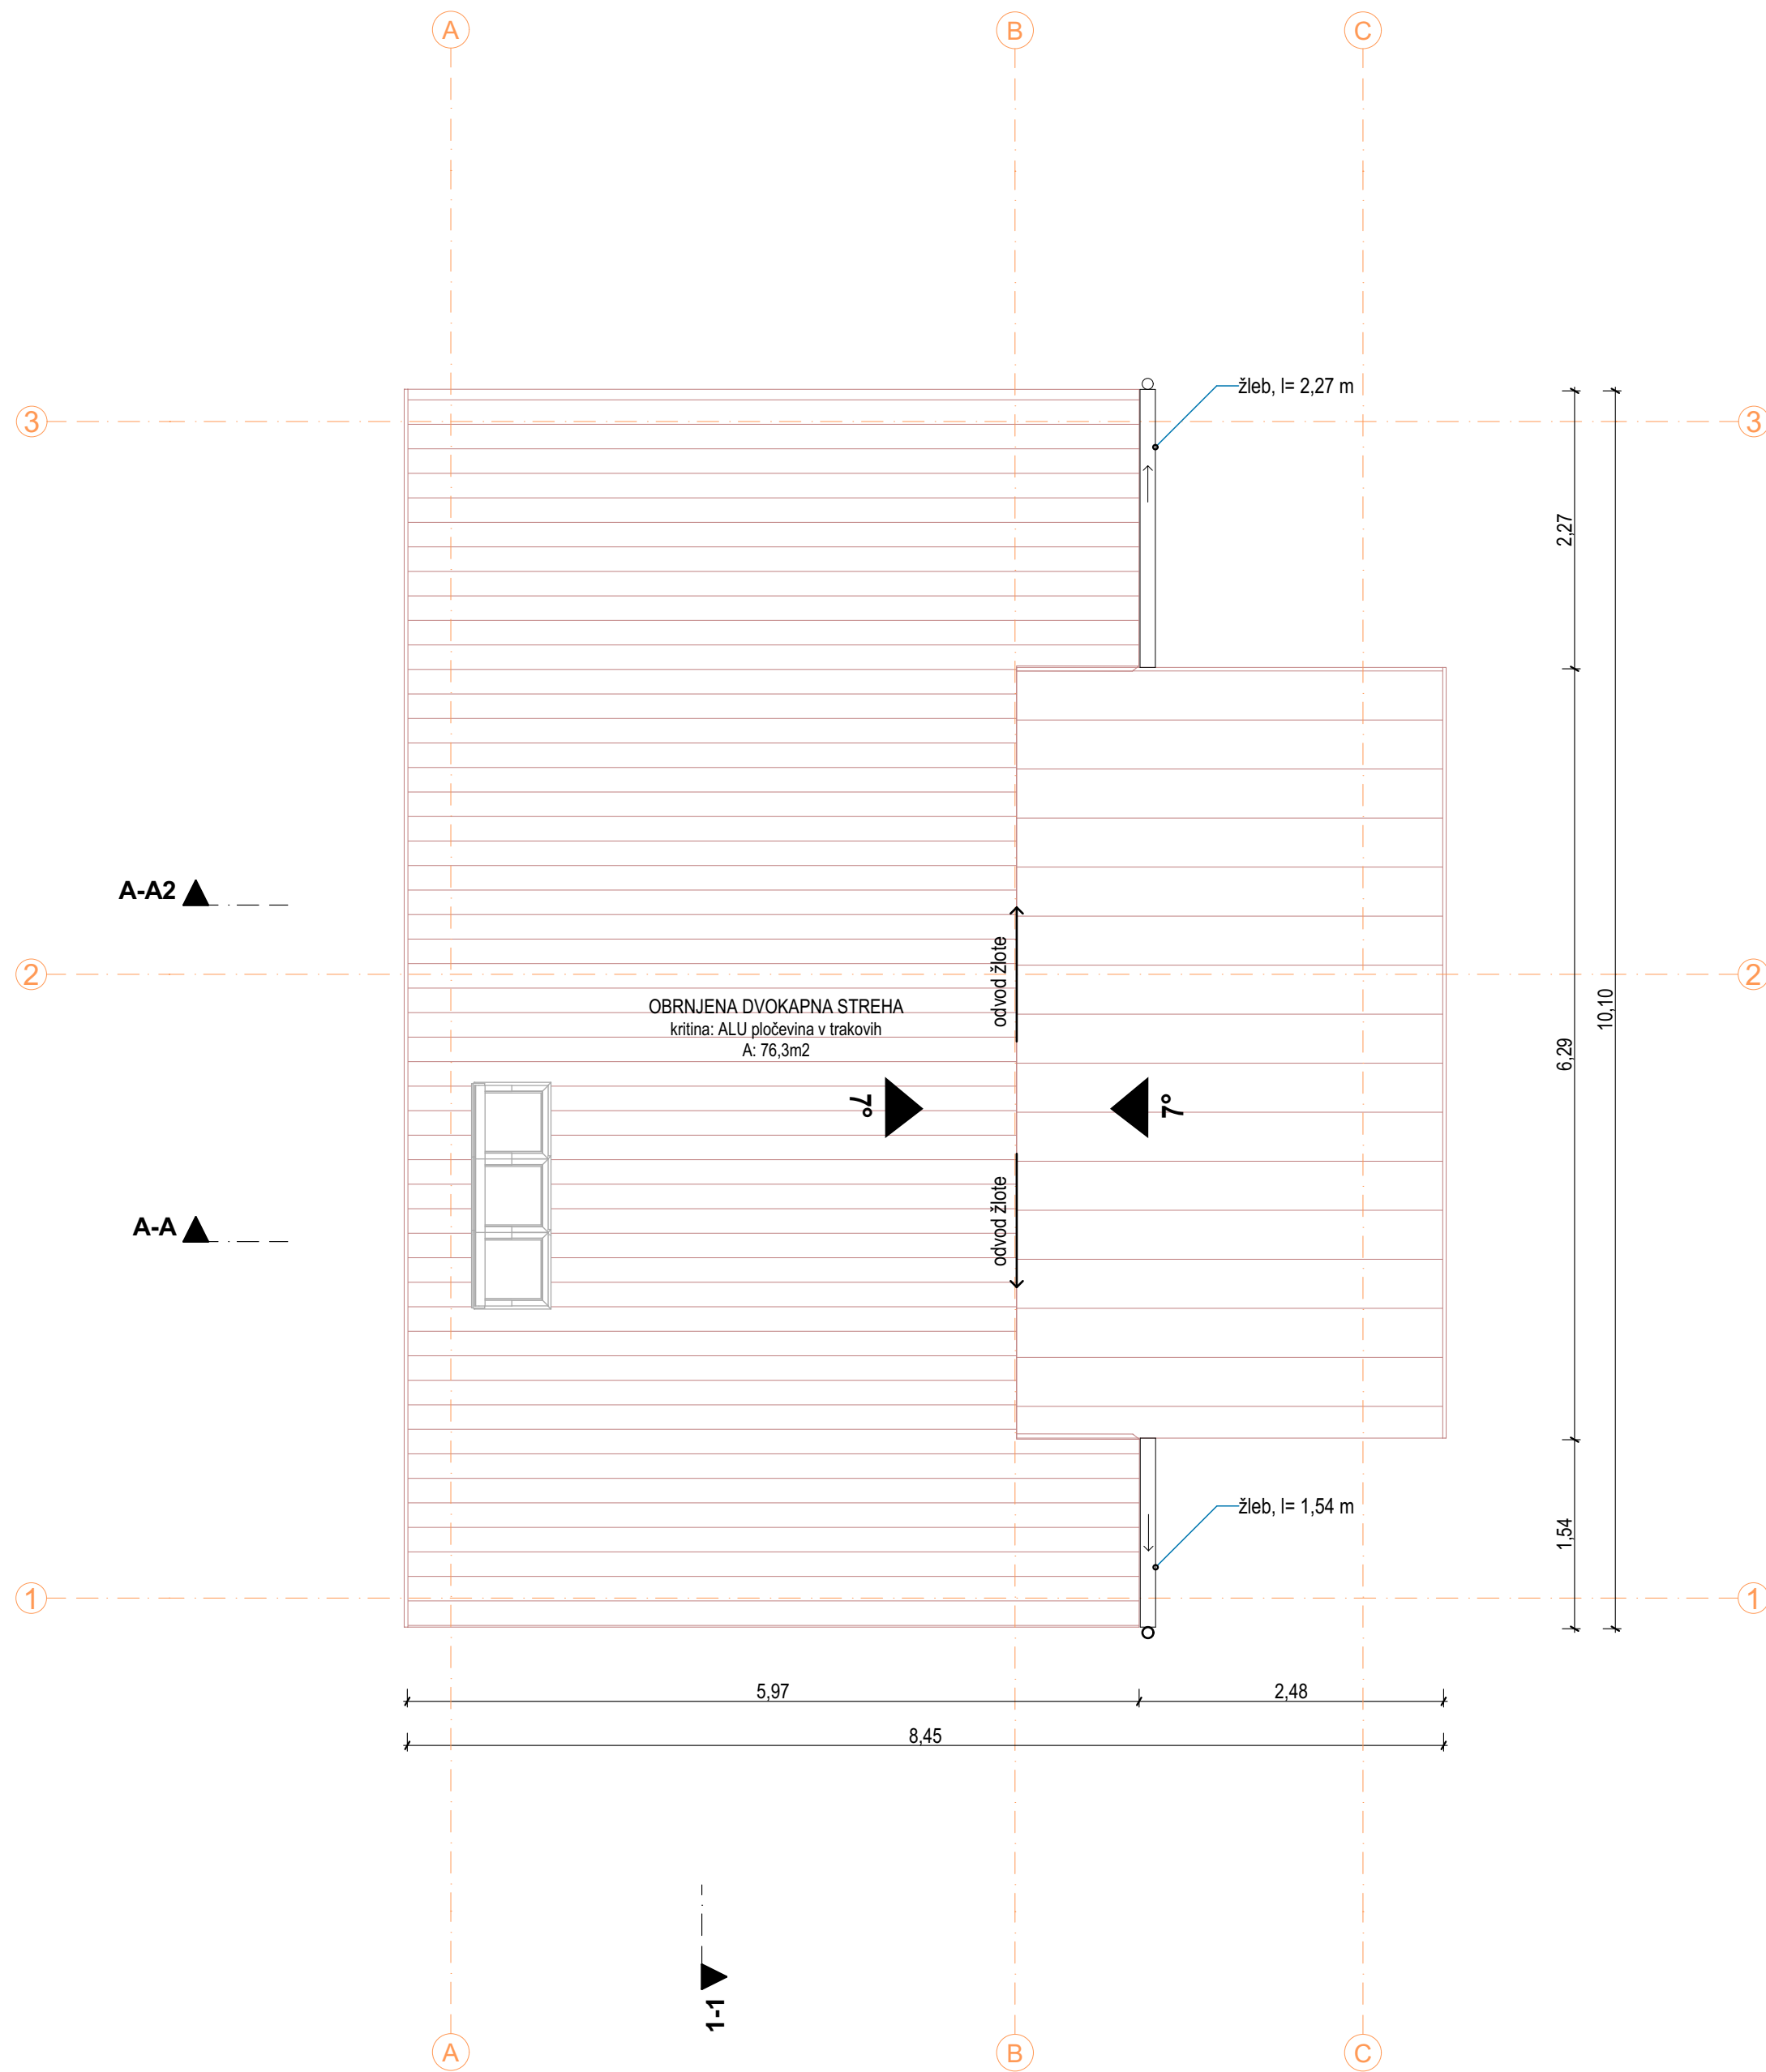 A
B
C
žleb, l= 2,27 m
3
3
2,27
A-A2
odvod žlote
2
2
OBRNJENA DVOKAPNA STREHA
kritina: ALU pločevina v trakovih
A: 76,3m2
10,10
6,29
7°
7°
odvod žlote
A-A
žleb, l= 1,54 m
1,54
1
1
5,97
2,48
8,45
1-1
A
B
C